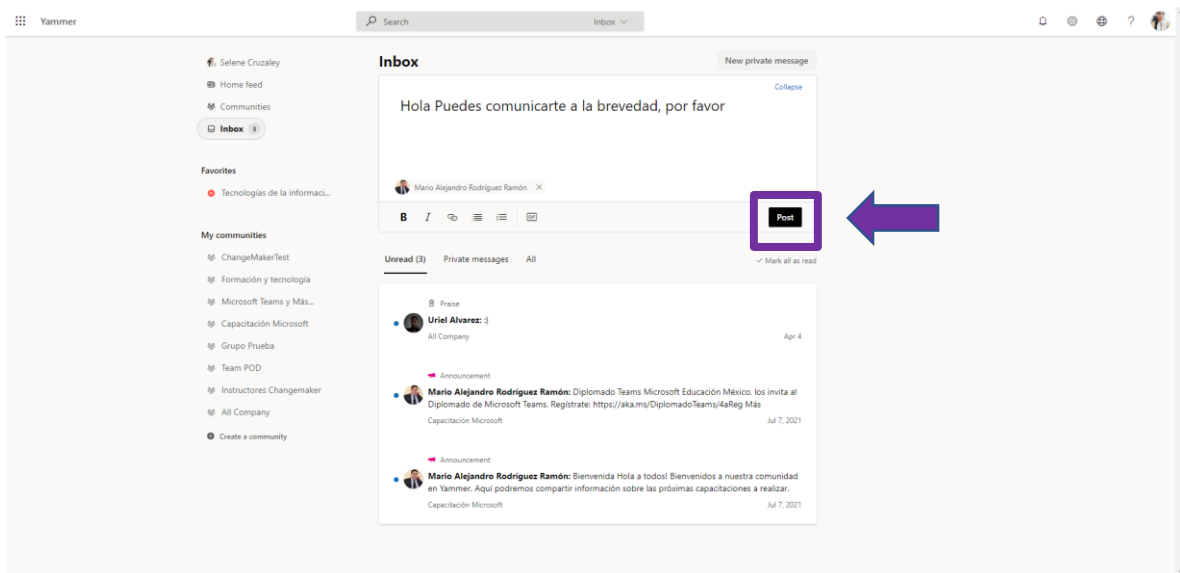 Yammer
Search
Inbox
?
Selene Cruzaley
Home feed
Communities
Inbox 3
Favorites
Tecnologías de la informaci...
My communities
ChangeMakerTest
Formación y tecnología
Microsoft Teams y Más...
Capacitación Microsoft
Grupo Prueba
Team POD
Instructores Changemaker
All Company
Create a community
Inbox
New private message
Collapse
Hola Puedes comunicarte a la brevedad, por favor
Mario Alejandro Rodríguez Ramón
B I GIF
Post
Unread (3) Private messages All
Mark all as read
Praise
Uriel Alvarez: :)
All Company
Apr 4
Announcement
Mario Alejandro Rodríguez Ramón: Diplomado Teams Microsoft Educación México, los invita al
Diplomado de Microsoft Teams. Regístrate: https://aka.ms/DiplomadoTeams/4aReg Más
Capacitación Microsoft
Jul 7, 2021
Announcement
Mario Alejandro Rodríguez Ramón: Bienvenida Hola a todos! Bienvenidos a nuestra comunidad
en Yammer. Aquí podremos compartir información sobre las próximas capacitaciones a realizar.
Capacitación Microsoft
Jul 7, 2021